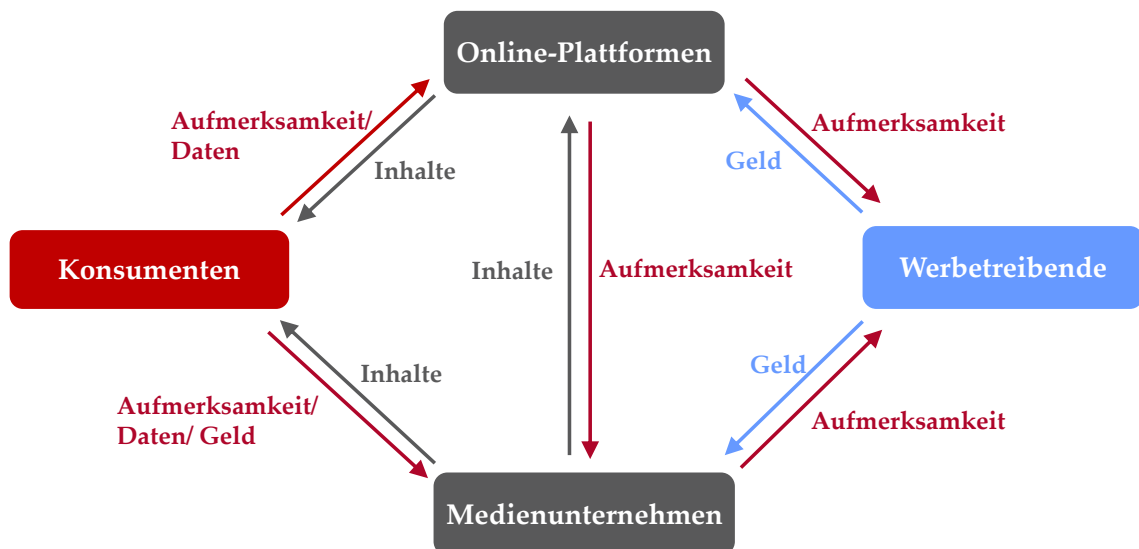 Online-Plattformen
Aufmerksamkeit/
Daten
Inhalte
Geld
Aufmerksamkeit
Konsumenten
Inhalte
Aufmerksamkeit
Werbetreibende
Inhalte
Geld
Aufmerksamkeit/
Daten/ Geld
Aufmerksamkeit
Medienunternehmen